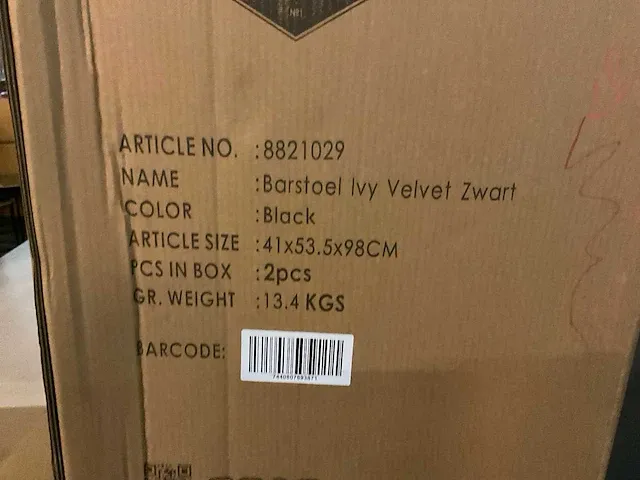 ARTICLE NO. :8821029
NAME :Barstoel Ivy Velvet Zwart
COLOR :Black
ARTICLE SIZE :41x53.5x98CM
PCS IN BOX :2pcs
GR. WEIGHT :13.4 KGS
BARCODE: